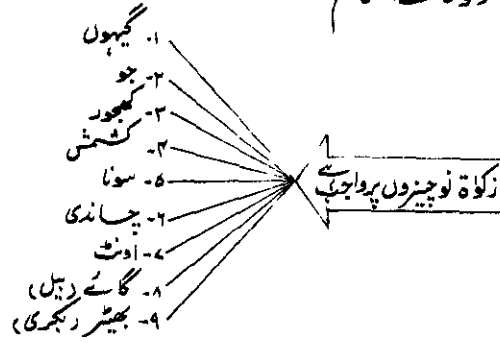 زکوٰة نو چیزوں پر واجب ہے
۱- گیہوں
۲- جو
۳- کھجور
۴- کشمش
۵- سونا
۶- چاندی
۷- اونٹ
۸- گائے (بیل)
۹- بھیڑ (بکری)